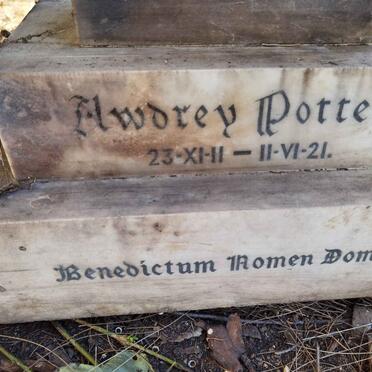 Awdrey Potte
23·XI·11 — 11·VI·21.
Benedictum Nomen Dom